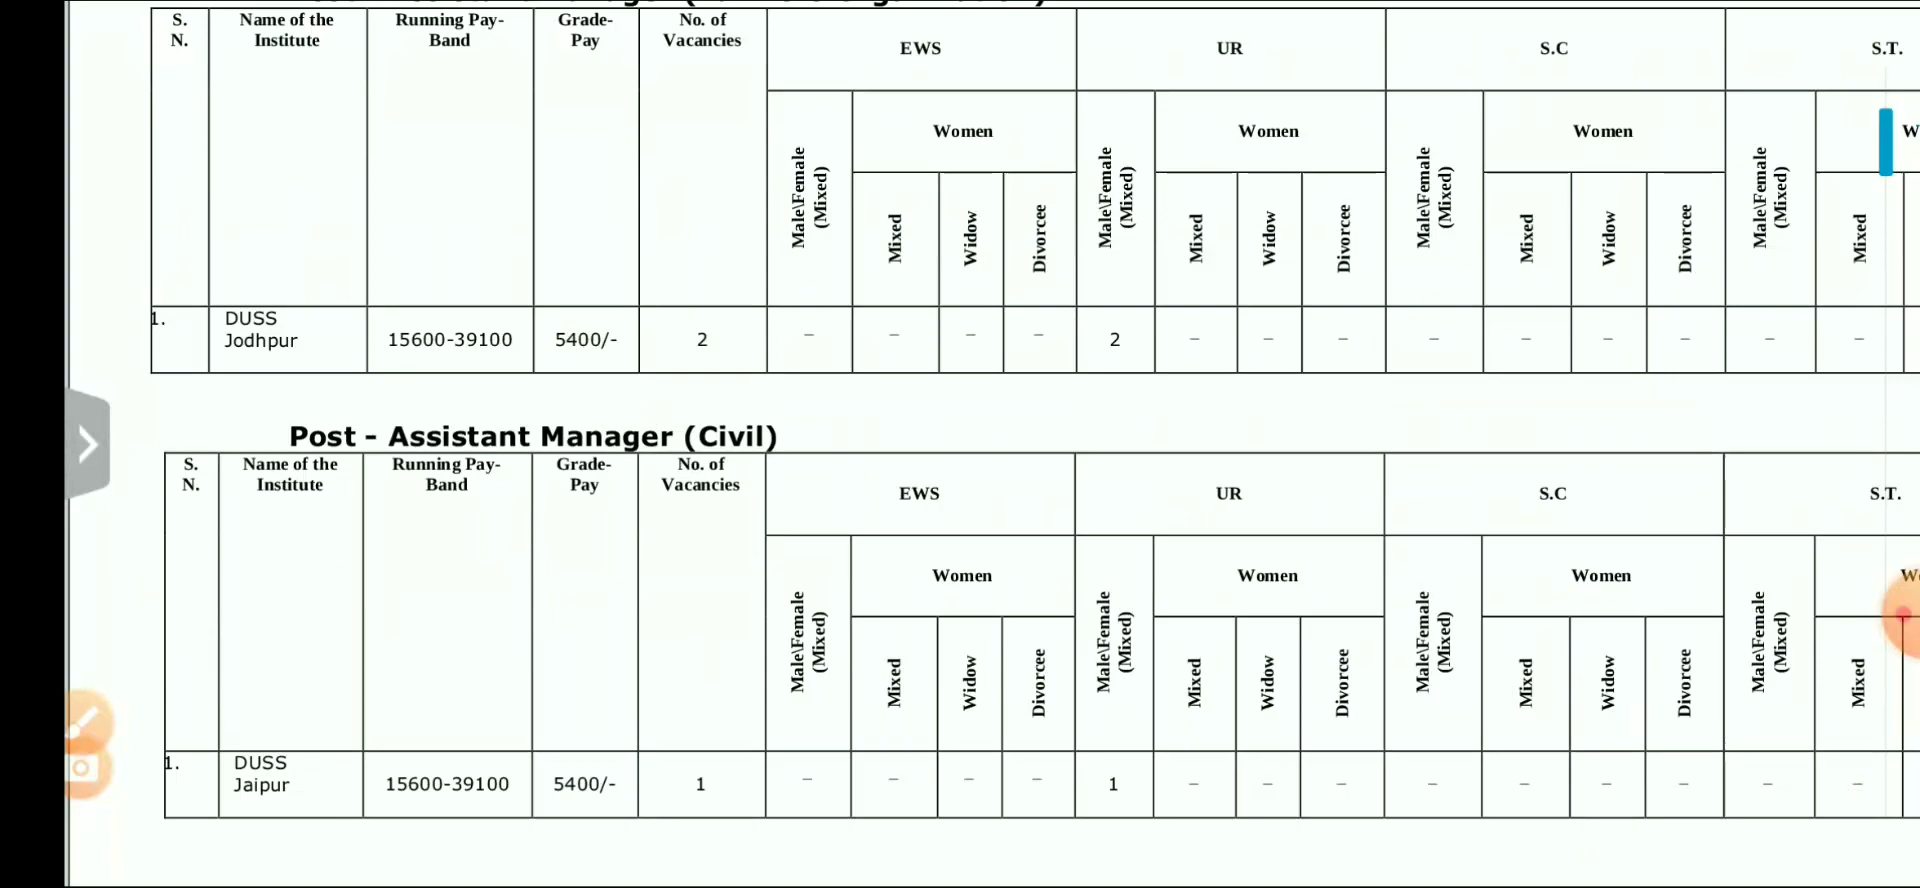 S. N. Name of the Institute Running Pay-Band Grade-Pay No. of Vacancies EWS UR S.C S.T.
Women Women Women W
Male\Female (Mixed) Mixed Widow Divorcee Male\Female (Mixed) Mixed Widow Divorcee Male\Female (Mixed) Mixed Widow Divorcee Male\Female (Mixed) Mixed
1. DUSS Jodhpur 15600-39100 5400/- 2 – – – – 2 – – – – – – – – –
Post - Assistant Manager (Civil)
S. N. Name of the Institute Running Pay-Band Grade-Pay No. of Vacancies EWS UR S.C S.T.
Women Women Women W
Male\Female (Mixed) Mixed Widow Divorcee Male\Female (Mixed) Mixed Widow Divorcee Male\Female (Mixed) Mixed Widow Divorcee Male\Female (Mixed) Mixed
1. DUSS Jaipur 15600-39100 5400/- 1 – – – – 1 – – – – – – – – –